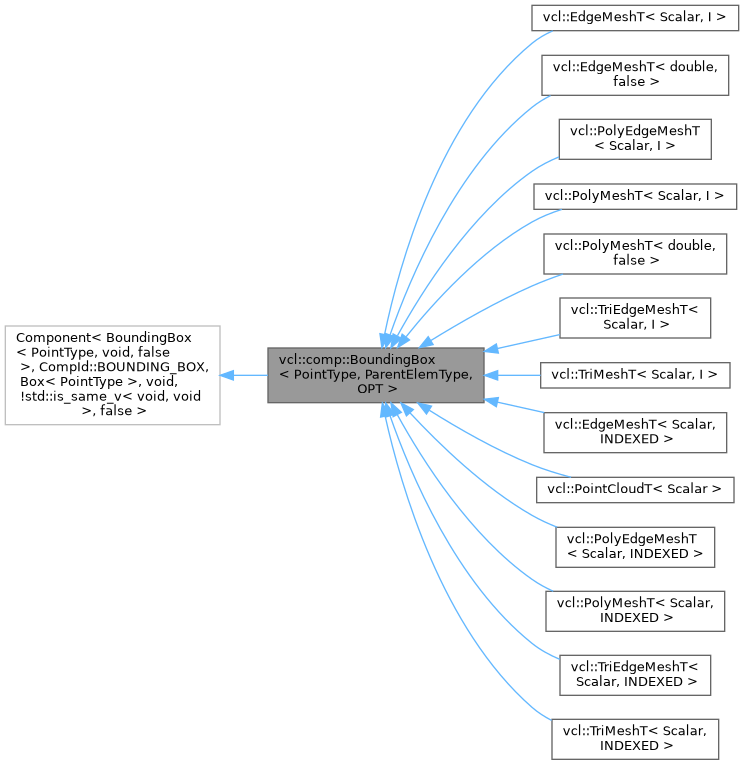 Component< BoundingBox
< PointType, void, false
>, CompId::BOUNDING_BOX,
Box< PointType >, void,
!std::is_same_v< void, void
>, false >
vcl::comp::BoundingBox
< PointType, ParentElemType,
OPT >
vcl::EdgeMeshT< Scalar, I >
vcl::EdgeMeshT< double,
false >
vcl::PolyEdgeMeshT
< Scalar, I >
vcl::PolyMeshT< Scalar, I >
vcl::PolyMeshT< double,
false >
vcl::TriEdgeMeshT<
Scalar, I >
vcl::TriMeshT< Scalar, I >
vcl::EdgeMeshT< Scalar,
INDEXED >
vcl::PointCloudT< Scalar >
vcl::PolyEdgeMeshT
< Scalar, INDEXED >
vcl::PolyMeshT< Scalar,
INDEXED >
vcl::TriEdgeMeshT<
Scalar, INDEXED >
vcl::TriMeshT< Scalar,
INDEXED >